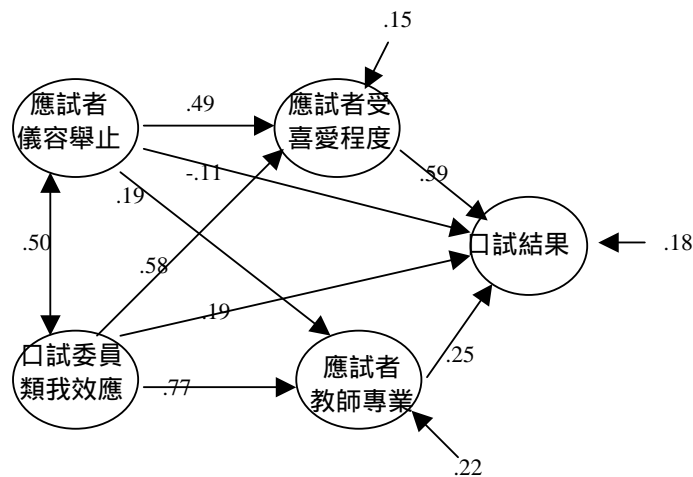 .15
應試者
儀容舉止
.49
應試者受
喜愛程度
-.11
.59
.19
.50
.58
口試結果
.18
.19
口試委員
類我效應
.77
應試者
教師專業
.25
.22